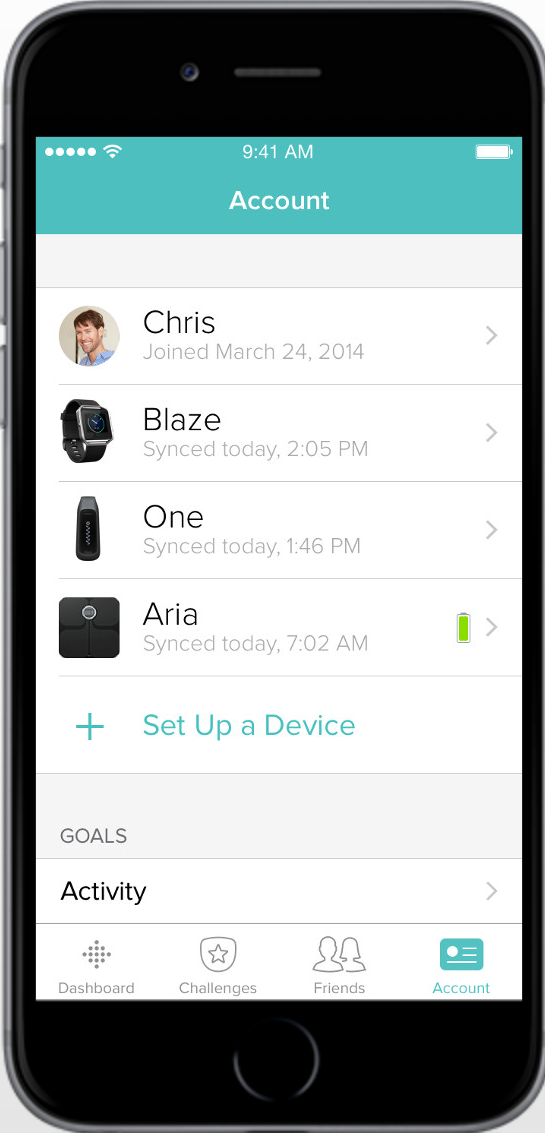 9:41 AM
Account
Chris
Joined March 24, 2014
Blaze
Synced today, 2:05 PM
One
Synced today, 1:46 PM
Aria
Synced today, 7:02 AM
Set Up a Device
GOALS
Activity
Dashboard
Challenges
Friends
Account